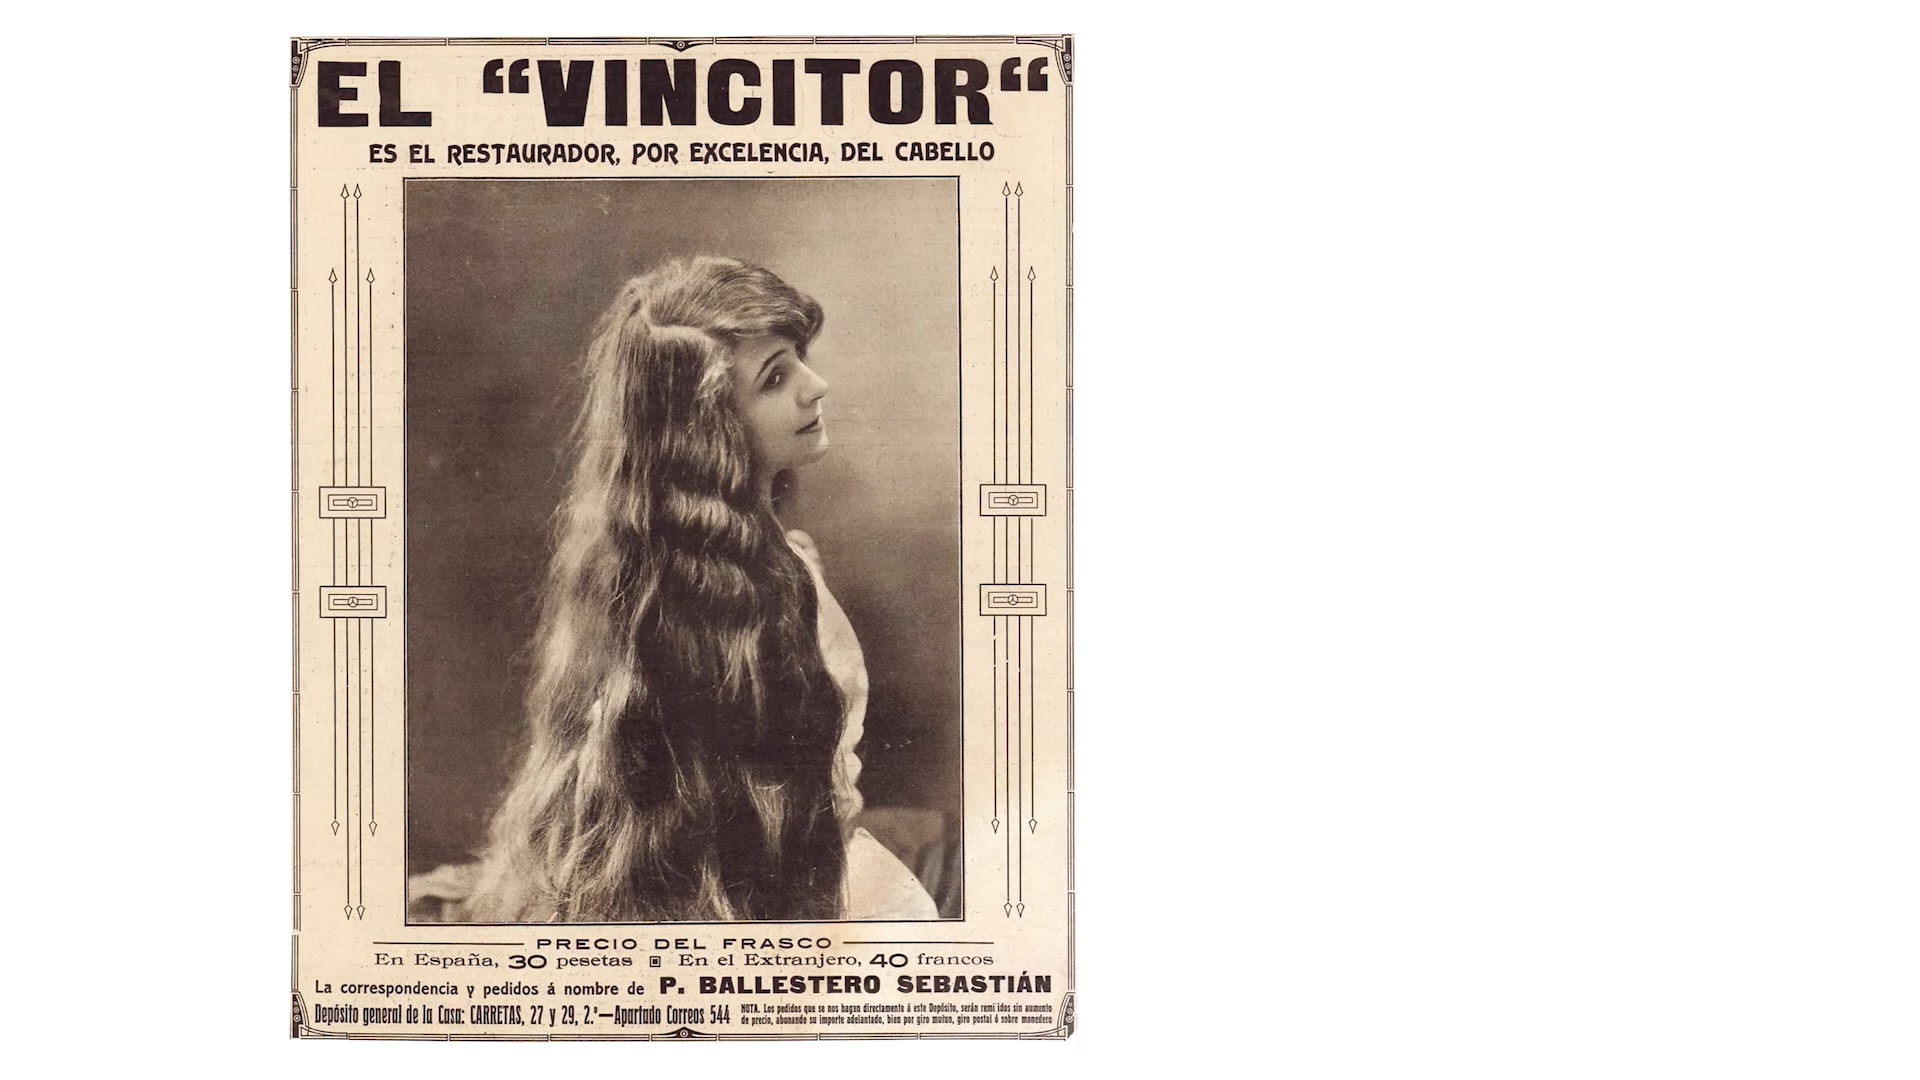 EL “VINCITOR“
ES EL RESTAURADOR, POR EXCELENCIA, DEL CABELLO
PRECIO DEL FRASCO
En España, 30 pesetas En el Extranjero, 40 francos
La correspondencia y pedidos á nombre de P. BALLESTERO SEBASTIÁN
Depósito general de la Casa: CARRETAS, 27 y 29, 2.º—Apartado Correos 544
NOTA. Los pedidos que se nos hagan directamente á este Depósito, serán remi idos sin aumento
de precio, abonando su importe adelantado, bien por giro mutuo, giro postal ó sobre monedero